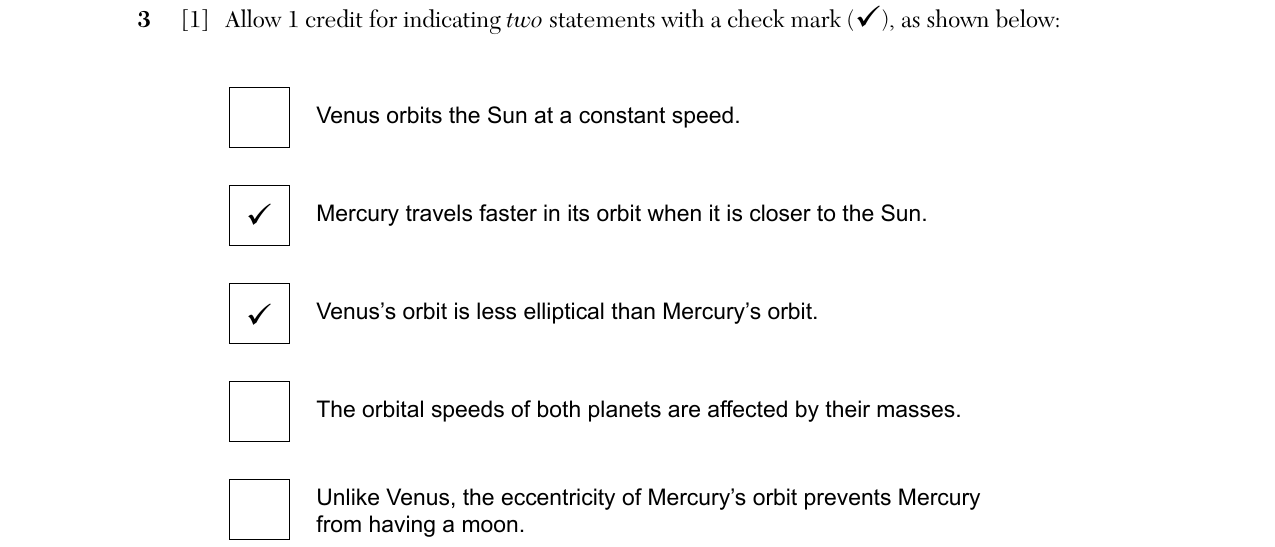 3 [1] Allow 1 credit for indicating two statements with a check mark (✓), as shown below:
Venus orbits the Sun at a constant speed.
✓ Mercury travels faster in its orbit when it is closer to the Sun.
✓ Venus’s orbit is less elliptical than Mercury’s orbit.
The orbital speeds of both planets are affected by their masses.
Unlike Venus, the eccentricity of Mercury’s orbit prevents Mercury
from having a moon.